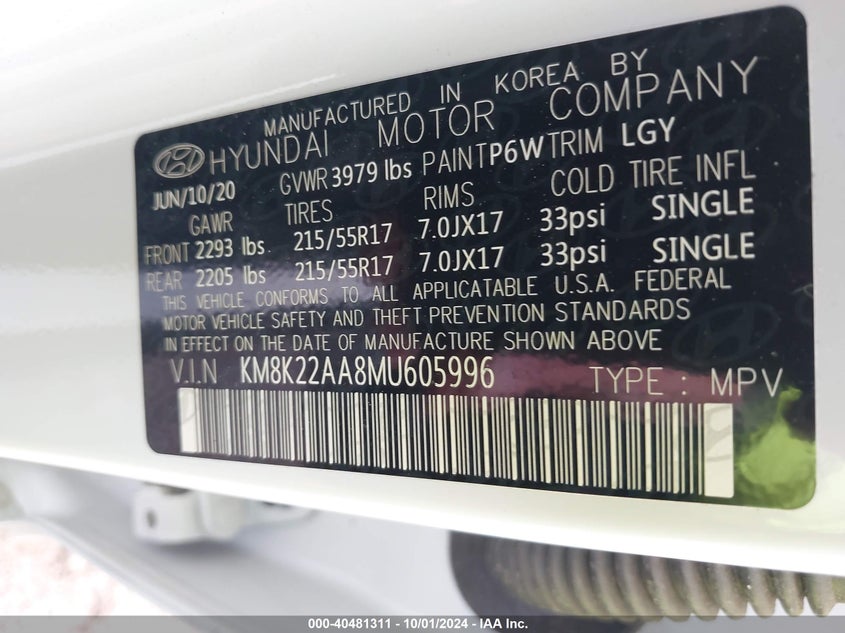 MANUFACTURED IN KOREA BY
HYUNDAI MOTOR COMPANY
JUN/10/20 GVWR 3979 lbs PAINT P6W TRIM LGY
GAWR TIRES RIMS COLD TIRE INFL
FRONT 2293 lbs 215/55R17 7.0JX17 33psi SINGLE
REAR 2205 lbs 215/55R17 7.0JX17 33psi SINGLE
THIS VEHICLE CONFORMS TO ALL APPLICATABLE U.S.A. FEDERAL
MOTOR VEHICLE SAFETY AND THEFT PREVENTION STANDARDS
IN EFFECT ON THE DATE OF MANUFACTURE SHOWN ABOVE
V.I.N KM8K22AA8MU605996 TYPE : MPV
000-40481311 - 10/01/2024 - IAA Inc.